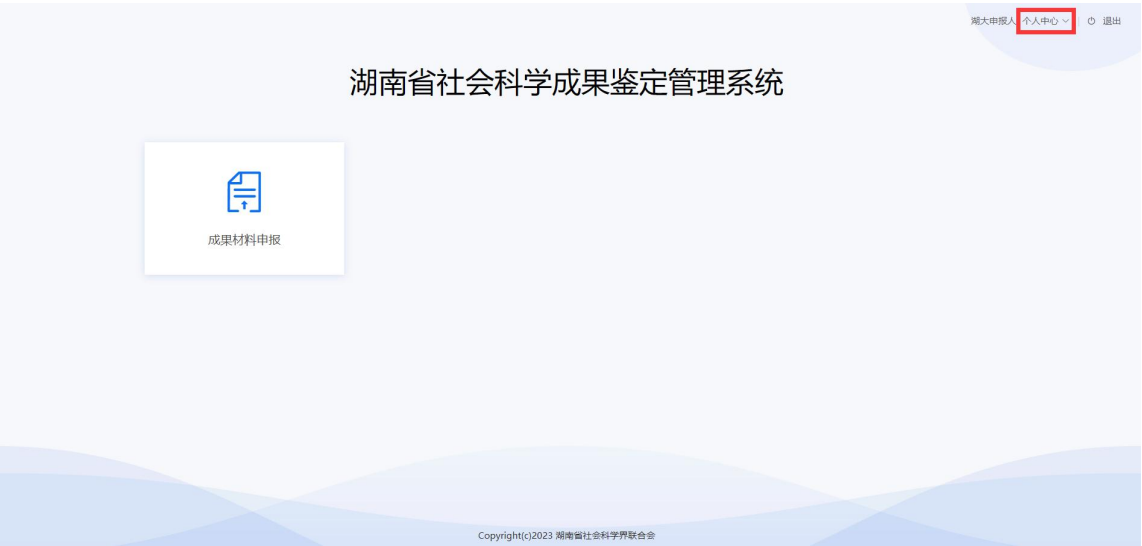 湖大申报人 个人中心 退出
湖南省社会科学成果鉴定管理系统
成果材料申报
Copyright(c)2023 湖南省社会科学界联合会